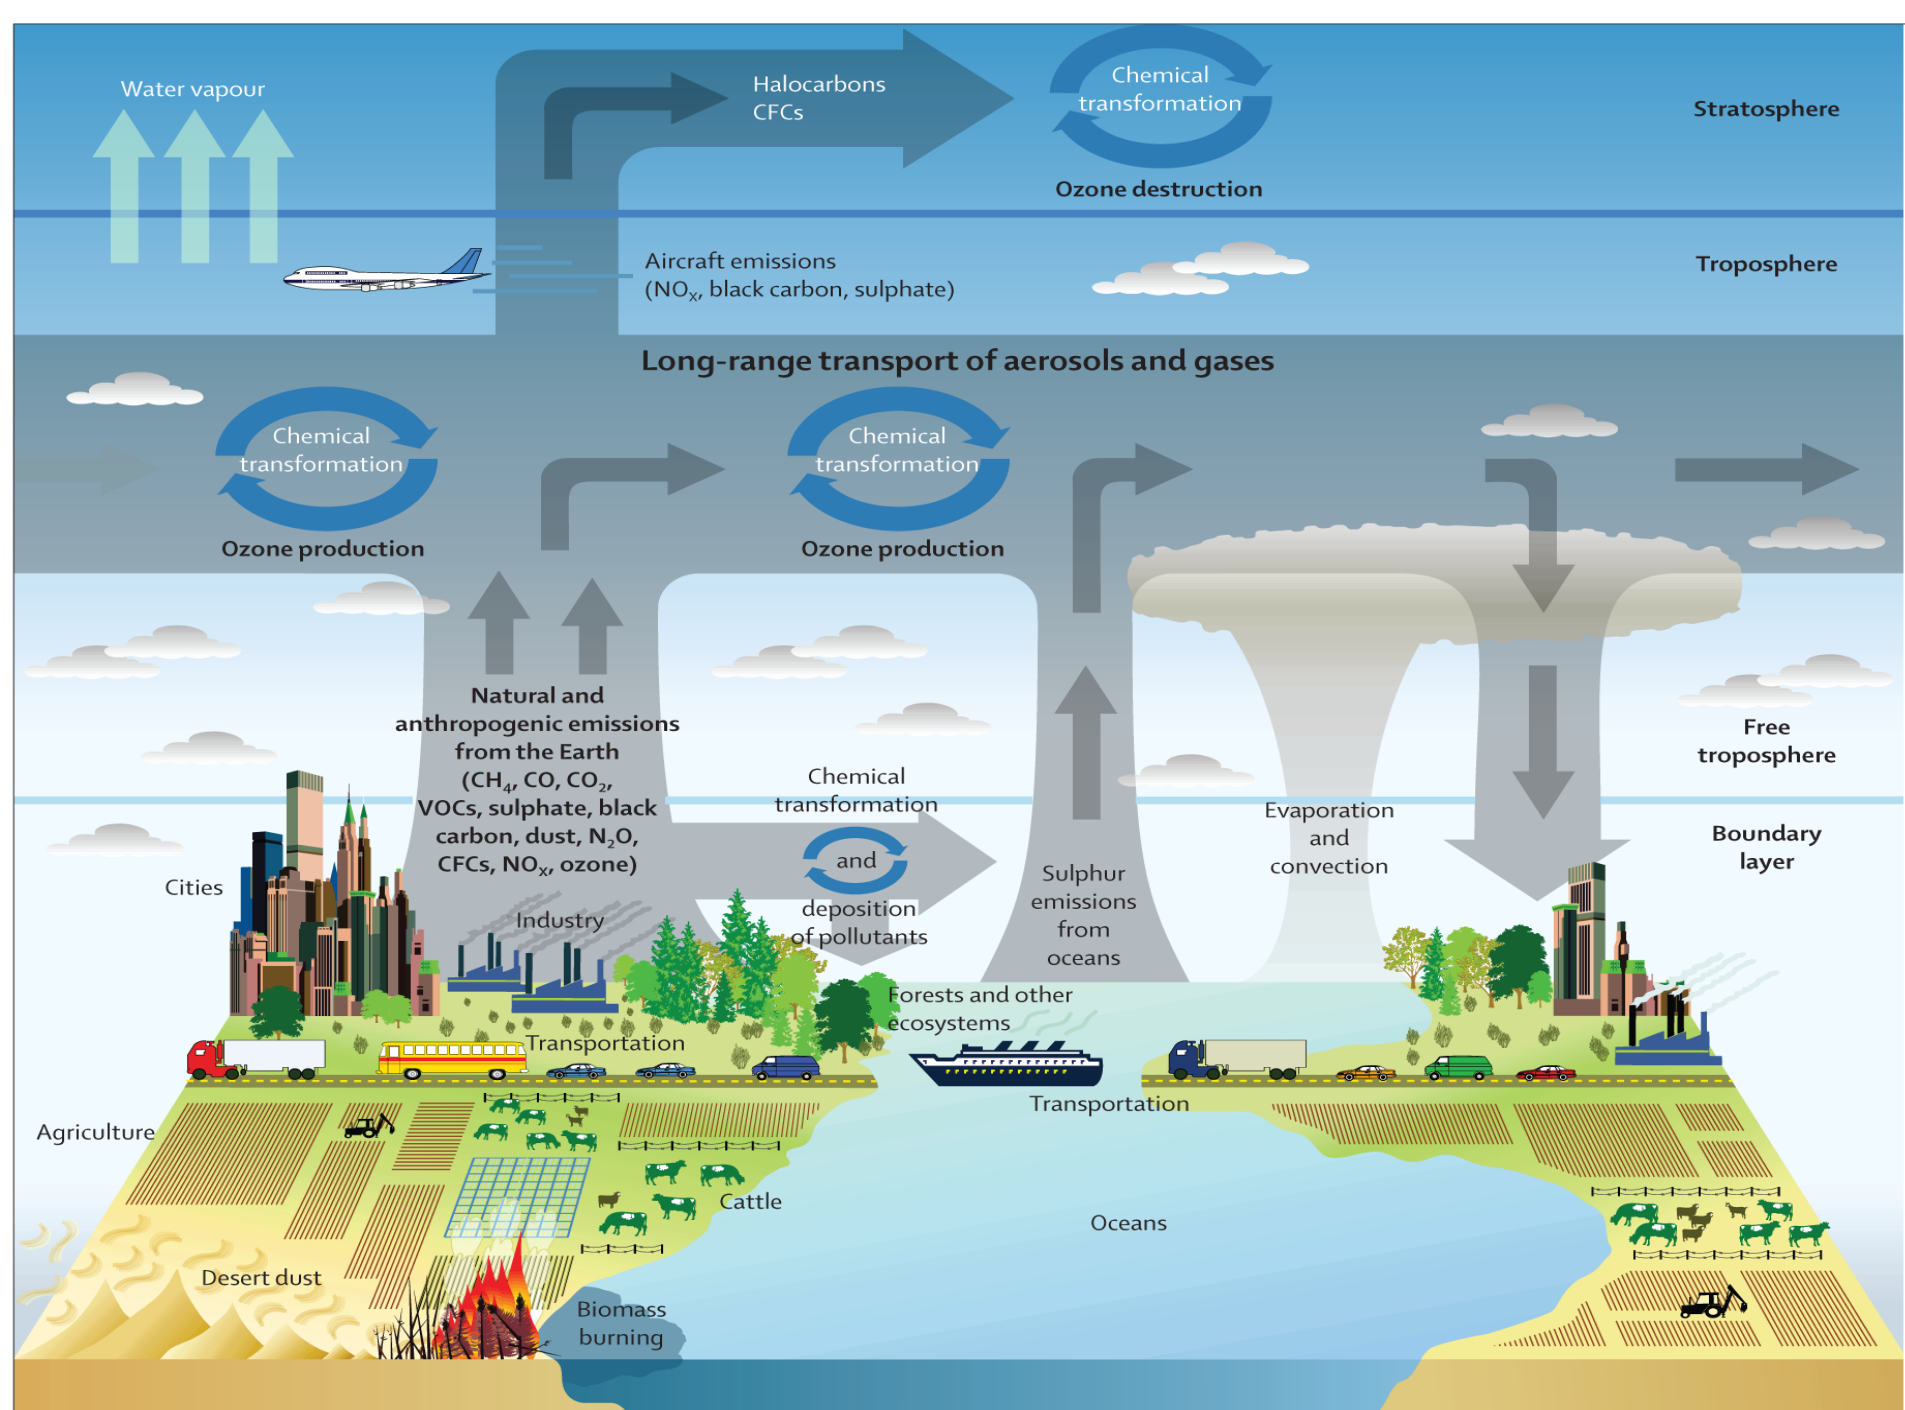 Water vapour
Halocarbons
CFCs
Chemical
transformation
Ozone destruction
Stratosphere
Aircraft emissions
(NOₓ, black carbon, sulphate)
Troposphere
Long-range transport of aerosols and gases
Chemical
transformation
Ozone production
Chemical
transformation
Ozone production
Natural and
anthropogenic emissions
from the Earth
(CH₄, CO, CO₂,
VOCs, sulphate, black
carbon, dust, N₂O,
CFCs, NOₓ, ozone)
Free
troposphere
Chemical
transformation
and
deposition
of pollutants
Evaporation
and
convection
Boundary
layer
Sulphur
emissions
from
oceans
Cities
Industry
Forests and other
ecosystems
Transportation
Transportation
Agriculture
Cattle
Oceans
Desert dust
Biomass
burning